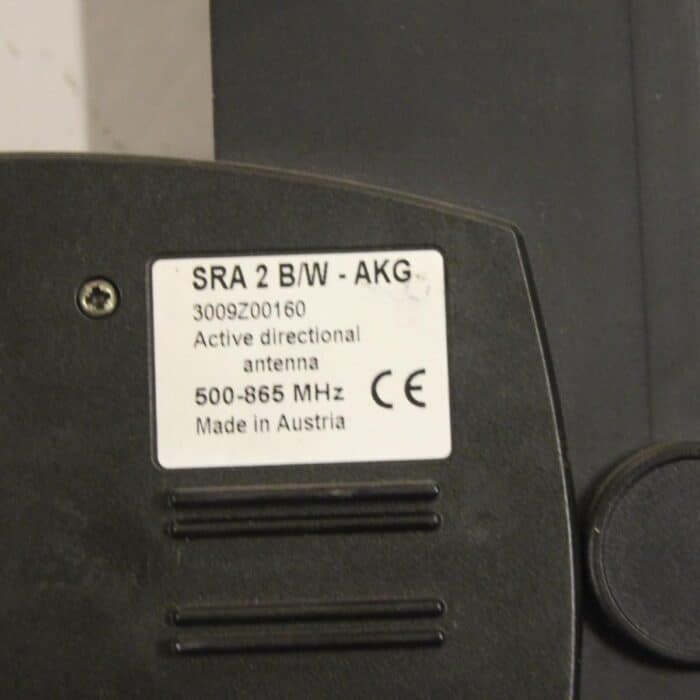 SRA 2 B/W - AKG
3009Z00160
Active directional
antenna
500-865 MHz CE
Made in Austria